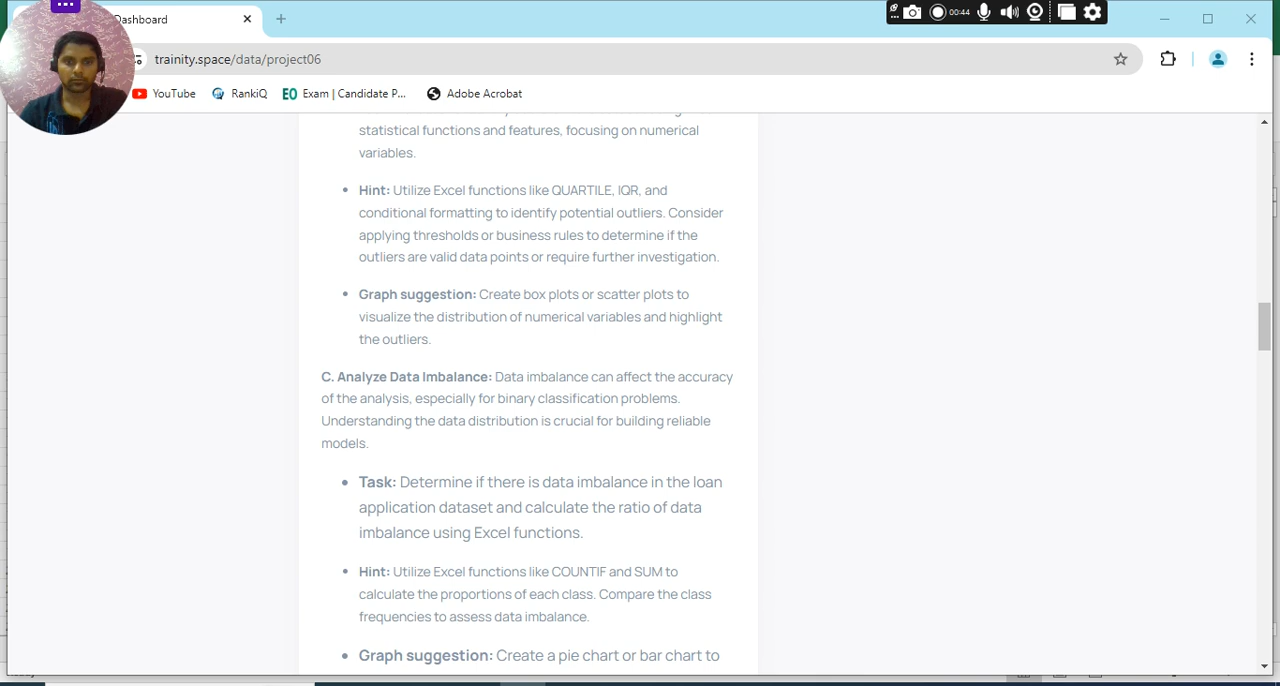 Dashboard
00:44
trainity.space/data/project06
YouTube RankiQ EO Exam | Candidate P... Adobe Acrobat
statistical functions and features, focusing on numerical
variables.
• Hint: Utilize Excel functions like QUARTILE, IQR, and
conditional formatting to identify potential outliers. Consider
applying thresholds or business rules to determine if the
outliers are valid data points or require further investigation.
• Graph suggestion: Create box plots or scatter plots to
visualize the distribution of numerical variables and highlight
the outliers.
C. Analyze Data Imbalance: Data imbalance can affect the accuracy
of the analysis, especially for binary classification problems.
Understanding the data distribution is crucial for building reliable
models.
• Task: Determine if there is data imbalance in the loan
application dataset and calculate the ratio of data
imbalance using Excel functions.
• Hint: Utilize Excel functions like COUNTIF and SUM to
calculate the proportions of each class. Compare the class
frequencies to assess data imbalance.
• Graph suggestion: Create a pie chart or bar chart to